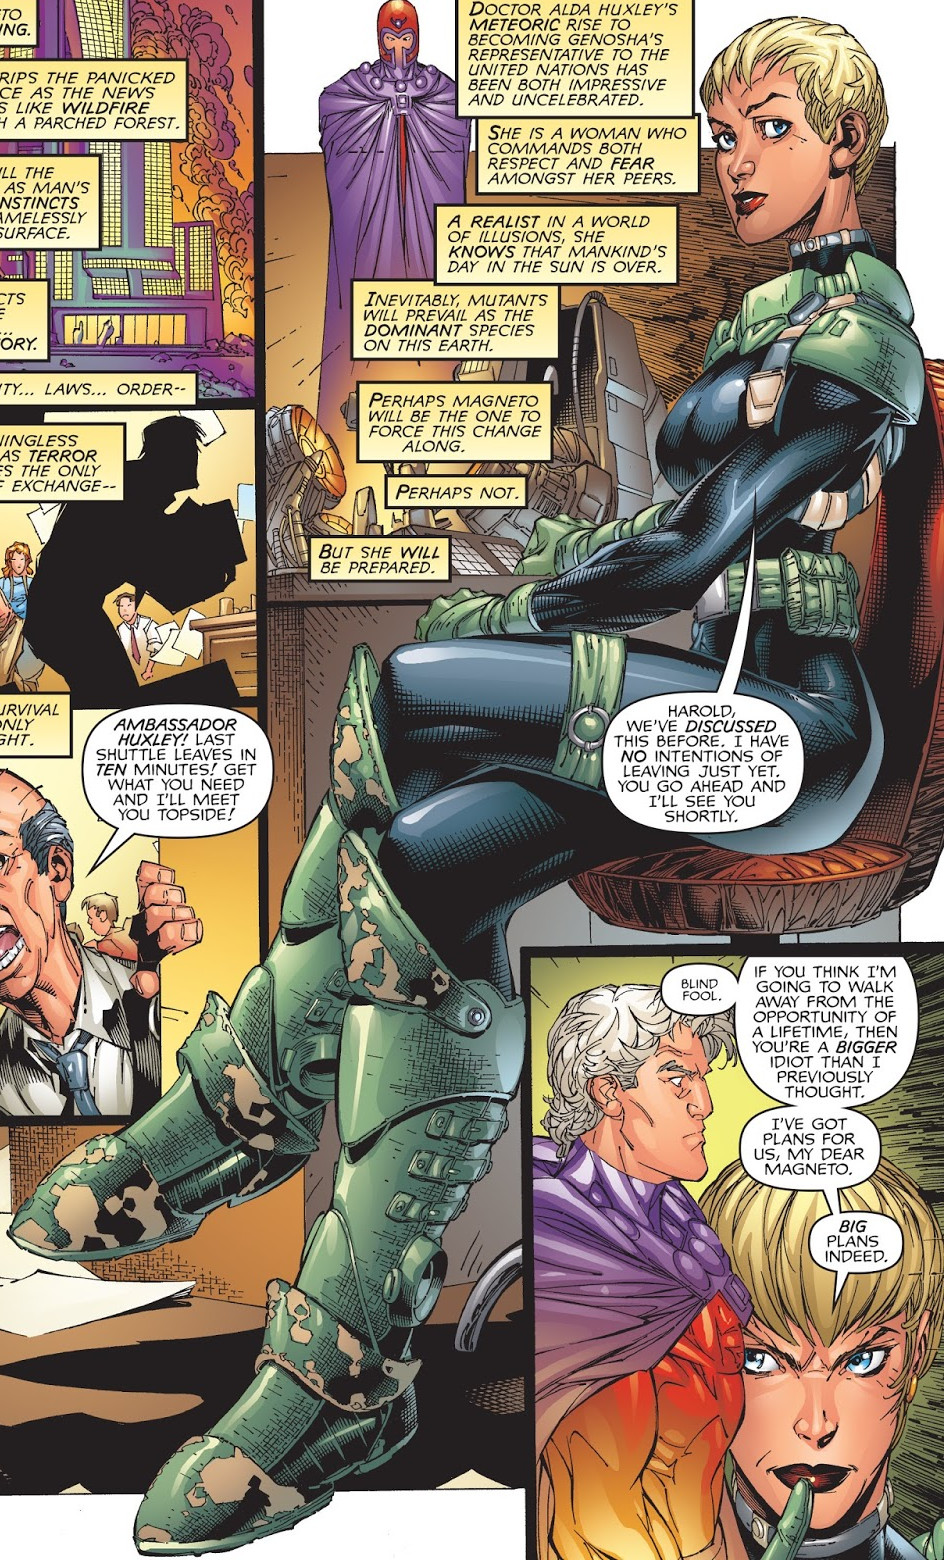 TO
NG.
RIPS THE PANICKED
CE AS THE NEWS
S LIKE WILDFIRE
H A PARCHED FOREST.
ILL THE
AS MAN'S
NSTINCTS
AMELESSLY
SURFACE.
CTS
E
...
ORY.
ITY... LAWS... ORDER--
NINGLESS
AS TERROR
ES THE ONLY
F EXCHANGE--
URVIVAL
ONLY
GHT.
AMBASSADOR
HUXLEY! LAST
SHUTTLE LEAVES IN
TEN MINUTES! GET
WHAT YOU NEED
AND I'LL MEET
YOU TOPSIDE!
DOCTOR ALDA HUXLEY'S
METEORIC RISE TO
BECOMING GENOSHA'S
REPRESENTATIVE TO THE
UNITED NATIONS HAS
BEEN BOTH IMPRESSIVE
AND UNCELEBRATED.
SHE IS A WOMAN WHO
COMMANDS BOTH
RESPECT AND FEAR
AMONGST HER PEERS.
A REALIST IN A WORLD
OF ILLUSIONS, SHE
KNOWS THAT MANKIND'S
DAY IN THE SUN IS OVER.
INEVITABLY, MUTANTS
WILL PREVAIL AS THE
DOMINANT SPECIES
ON THIS EARTH.
PERHAPS MAGNETO
WILL BE THE ONE TO
FORCE THIS CHANGE
ALONG.
PERHAPS NOT.
BUT SHE WILL
BE PREPARED.
HAROLD,
WE'VE DISCUSSED
THIS BEFORE. I HAVE
NO INTENTIONS OF
LEAVING JUST YET.
YOU GO AHEAD AND
I'LL SEE YOU
SHORTLY.
BLIND
FOOL.
IF YOU THINK I'M
GOING TO WALK
AWAY FROM THE
OPPORTUNITY OF
A LIFETIME, THEN
YOU'RE A BIGGER
IDIOT THAN I
PREVIOUSLY
THOUGHT.
I'VE GOT
PLANS FOR
US, MY DEAR
MAGNETO.
BIG
PLANS
INDEED.